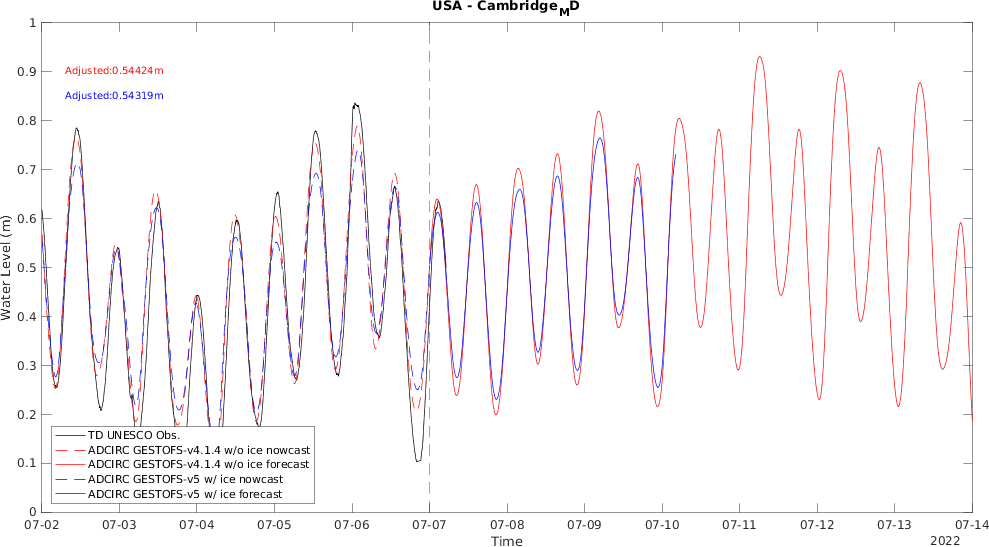 USA - Cambridge_MD
1
0.9
0.8
0.7
0.6
0.5
0.4
0.3
0.2
0.1
0
Water Level (m)
Adjusted:0.54424m
Adjusted:0.54319m
TD UNESCO Obs.
ADCIRC GESTOFS-v4.1.4 w/o ice nowcast
ADCIRC GESTOFS-v4.1.4 w/o ice forecast
ADCIRC GESTOFS-v5 w/ ice nowcast
ADCIRC GESTOFS-v5 w/ ice forecast
07-02 07-03 07-04 07-05 07-06 07-07 07-08 07-09 07-10 07-11 07-12 07-13 07-14
Time
2022